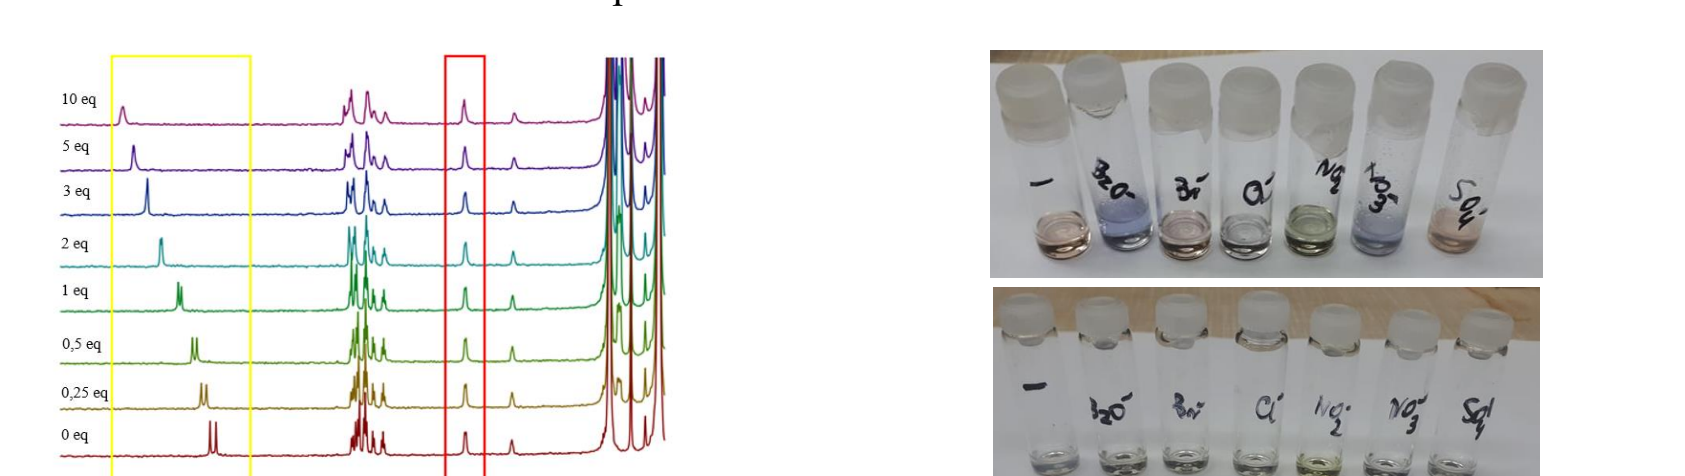 10 eq
5 eq
3 eq
2 eq
1 eq
0,5 eq
0,25 eq
0 eq
–
BzO⁻
Br⁻
Cl⁻
NO₂⁻
NO₃⁻
SO₄⁻
–
BzO⁻
Br⁻
Cl⁻
NO₂⁻
NO₃⁻
SO₄